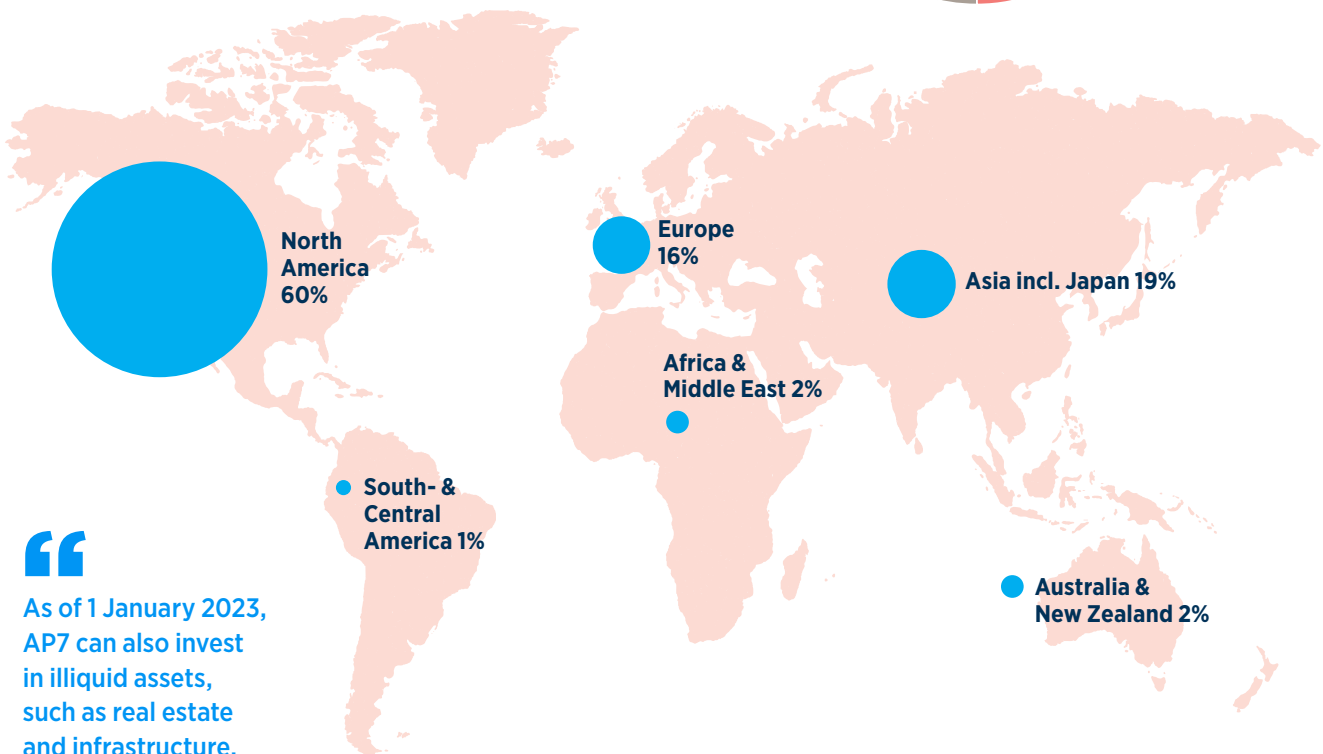 North
America
60%
Europe
16%
Asia incl. Japan 19%
Africa &
Middle East 2%
South- &
Central
America 1%
Australia &
New Zealand 2%
“
As of 1 January 2023,
AP7 can also invest
in illiquid assets,
such as real estate
and infrastructure.